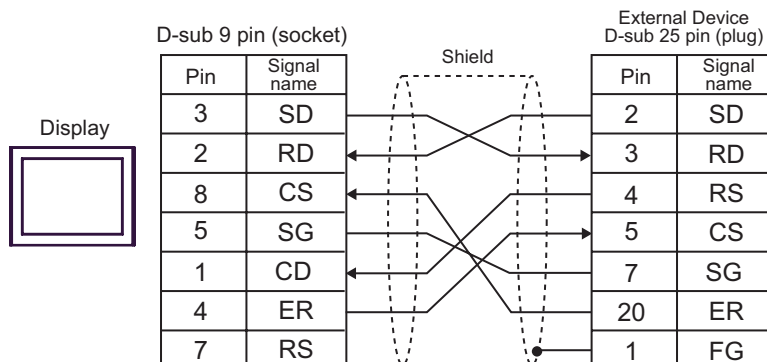 External Device
D-sub 9 pin (socket)
D-sub 25 pin (plug)
Shield
Pin Signal name
Pin Signal name
Display
3 SD
2 SD
2 RD
3 RD
8 CS
4 RS
5 SG
5 CS
1 CD
7 SG
4 ER
20 ER
7 RS
1 FG